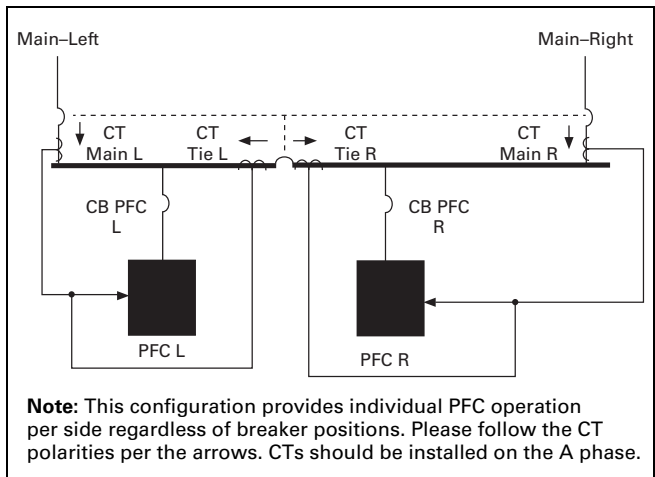 Main–Left
Main–Right
CT
Main L
CT
Tie L
CT
Tie R
CT
Main R
CB PFC
L
CB PFC
R
PFC L
PFC R
Note: This configuration provides individual PFC operation
per side regardless of breaker positions. Please follow the CT
polarities per the arrows. CTs should be installed on the A phase.